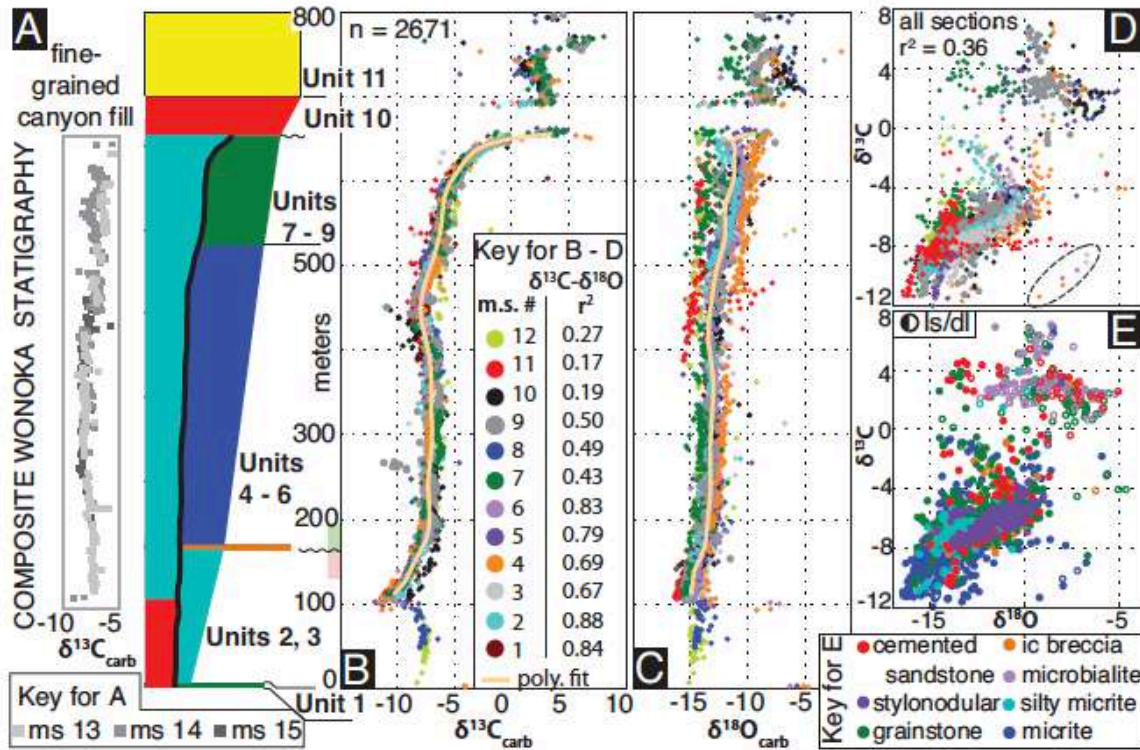 A
fine-
grained
canyon fill
COMPOSITE WONOKA STATIGRAPHY
-10 -5
δ13Ccarb
Key for A
ms 13 ms 14 ms 15
Unit 11
Unit 10
Units
7 - 9
Units
4 - 6
Units 2, 3
Unit 1
800
500
meters
300
200
100
0
n = 2671
Key for B - D
δ13C-δ18O
m.s. # r2
12 0.27
11 0.17
10 0.19
9 0.50
8 0.49
7 0.43
6 0.83
5 0.79
4 0.69
3 0.67
2 0.88
1 0.84
poly. fit
B
-10 -5 0 5 10
δ13Ccarb
C
-15 -10 -5
δ18Ocarb
all sections
r2 = 0.36
D
8
4
0
-4
-8
-12
δ13C
ls/dl
E
8
4
0
-4
-8
-12
δ13C
-15 δ18O -5
Key for E
cemented
sandstone
stylonodular
grainstone
ic breccia
microbialite
silty micrite
micrite